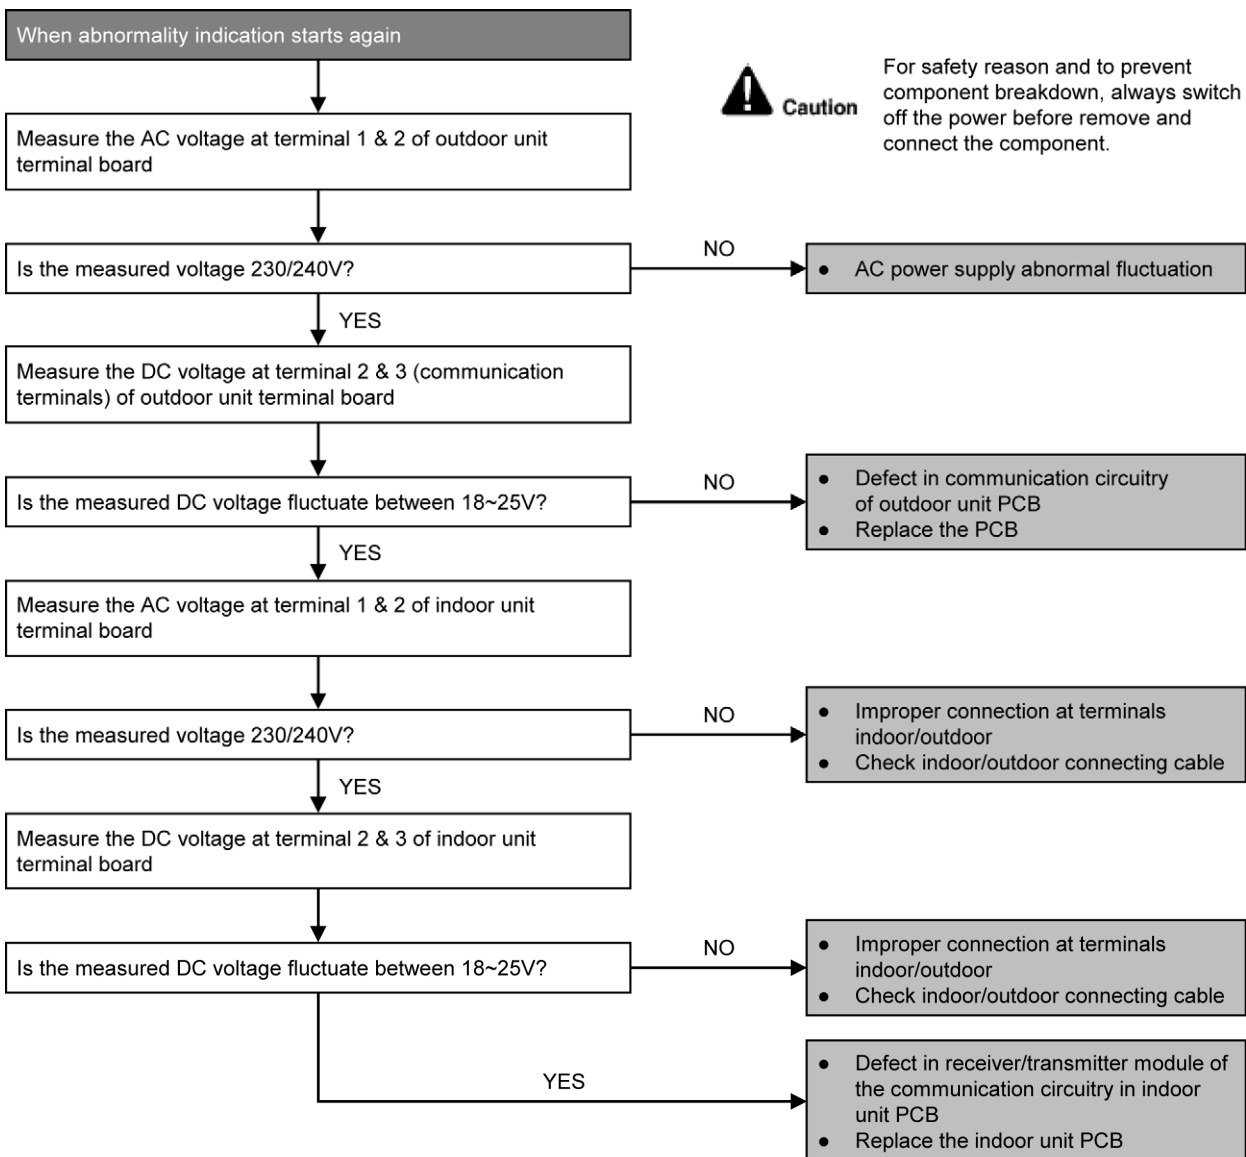 When abnormality indication starts again
Caution
For safety reason and to prevent
component breakdown, always switch
off the power before remove and
connect the component.
Measure the AC voltage at terminal 1 & 2 of outdoor unit
terminal board
Is the measured voltage 230/240V?
NO
● AC power supply abnormal fluctuation
YES
Measure the DC voltage at terminal 2 & 3 (communication
terminals) of outdoor unit terminal board
Is the measured DC voltage fluctuate between 18~25V?
NO
● Defect in communication circuitry
of outdoor unit PCB
● Replace the PCB
YES
Measure the AC voltage at terminal 1 & 2 of indoor unit
terminal board
Is the measured voltage 230/240V?
NO
● Improper connection at terminals
indoor/outdoor
● Check indoor/outdoor connecting cable
YES
Measure the DC voltage at terminal 2 & 3 of indoor unit
terminal board
Is the measured DC voltage fluctuate between 18~25V?
NO
● Improper connection at terminals
indoor/outdoor
● Check indoor/outdoor connecting cable
YES
● Defect in receiver/transmitter module of
the communication circuitry in indoor
unit PCB
● Replace the indoor unit PCB